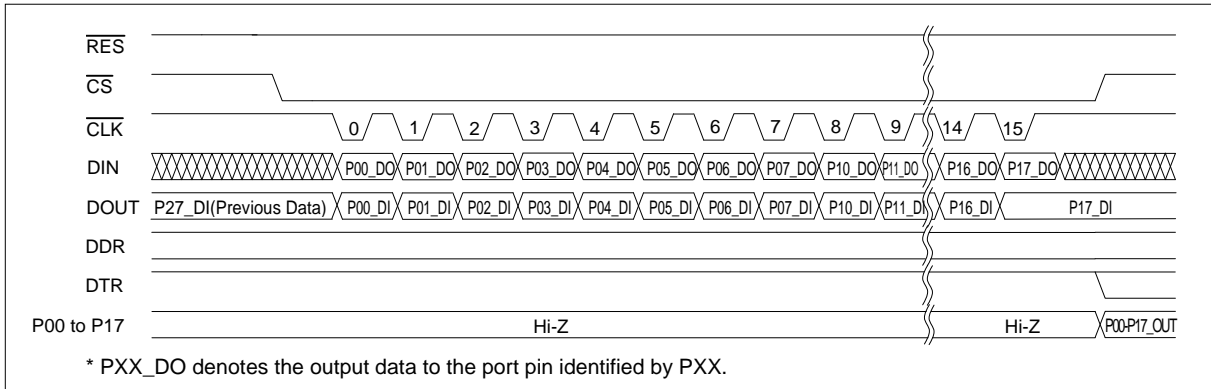 RES
CS
CLK 0 1 2 3 4 5 6 7 8 9 14 15
DIN P00_DO P01_DO P02_DO P03_DO P04_DO P05_DO P06_DO P07_DO P10_DO P11_DO P16_DO P17_DO
DOUT P27_DI(Previous Data) P00_DI P01_DI P02_DI P03_DI P04_DI P05_DI P06_DI P07_DI P10_DI P11_DI P16_DI P17_DI
DDR
DTR
P00 to P17 Hi-Z Hi-Z P00-P17_OUT
* PXX_DO denotes the output data to the port pin identified by PXX.